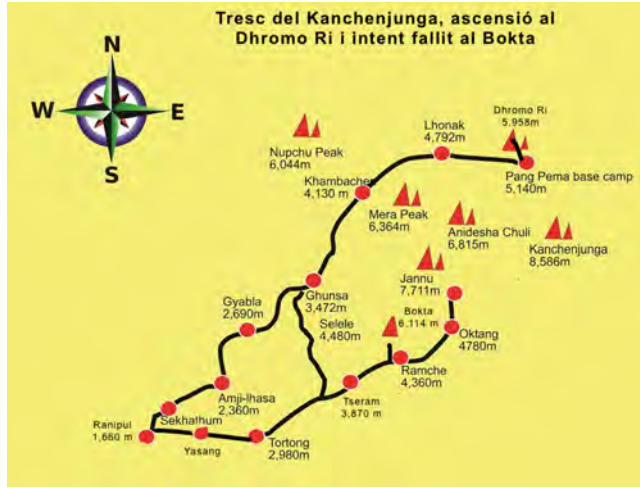 Tresc del Kanchenjunga, ascensió al
Dhromo Ri i intent fallit al Bokta
N
W
E
S
Dhromo Ri
5.958m
Lhonak
4,792m
Nupchu Peak
6,044m
Pang Pema base camp
5,140m
Khambachen
4,130 m
Mera Peak
6,364m
Anidesha Chuli
6,815m
Kanchenjunga
8,586m
Jannu
7,711m
Ghunsa
3,472m
Gyabla
2,690m
Selele
4,480m
Bokta
6.114 m
Oktang
4780m
Ramche
4,360m
Tseram
3,870 m
Amji-lhasa
2,360m
Sekhathum
Ranipul
1,660 m
Yasang
Tortong
2,980m